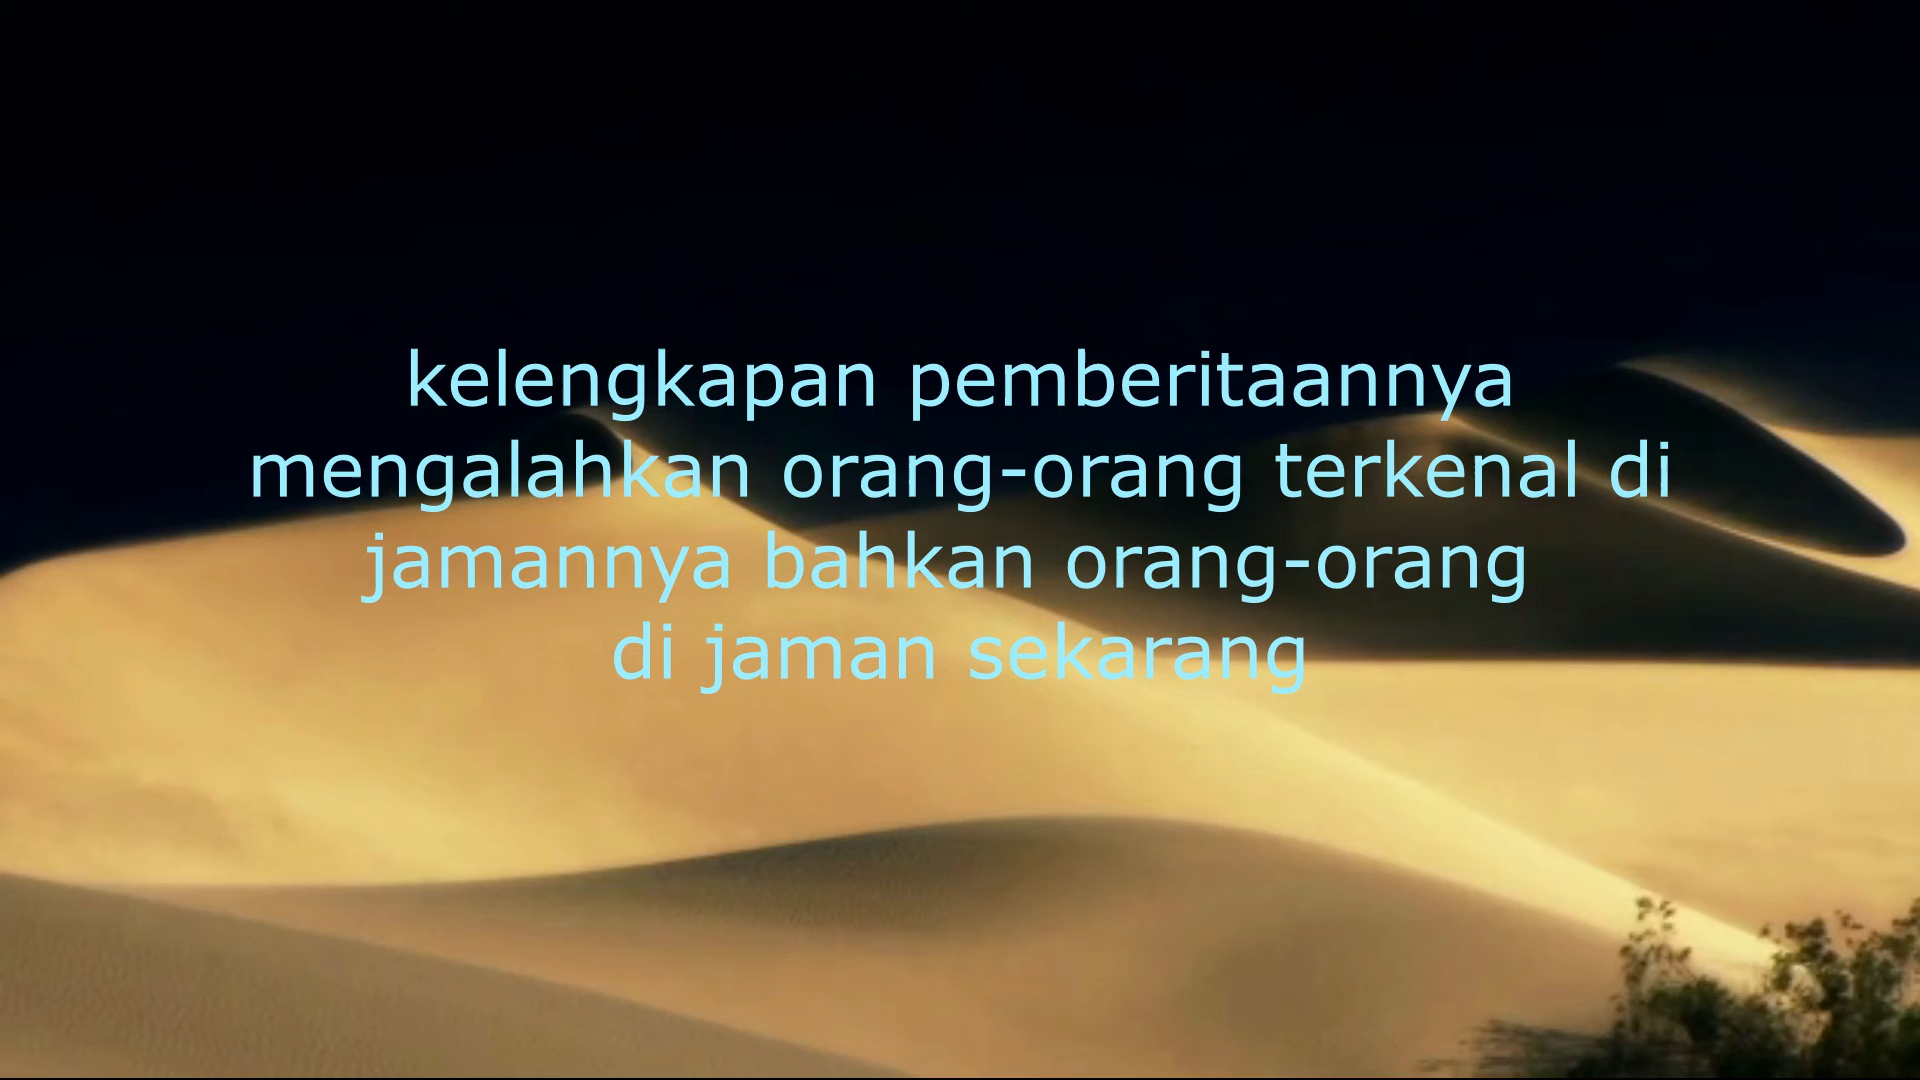 kelengkapan pemberitaannya
mengalahkan orang-orang terkenal di
jamannya bahkan orang-orang
di jaman sekarang